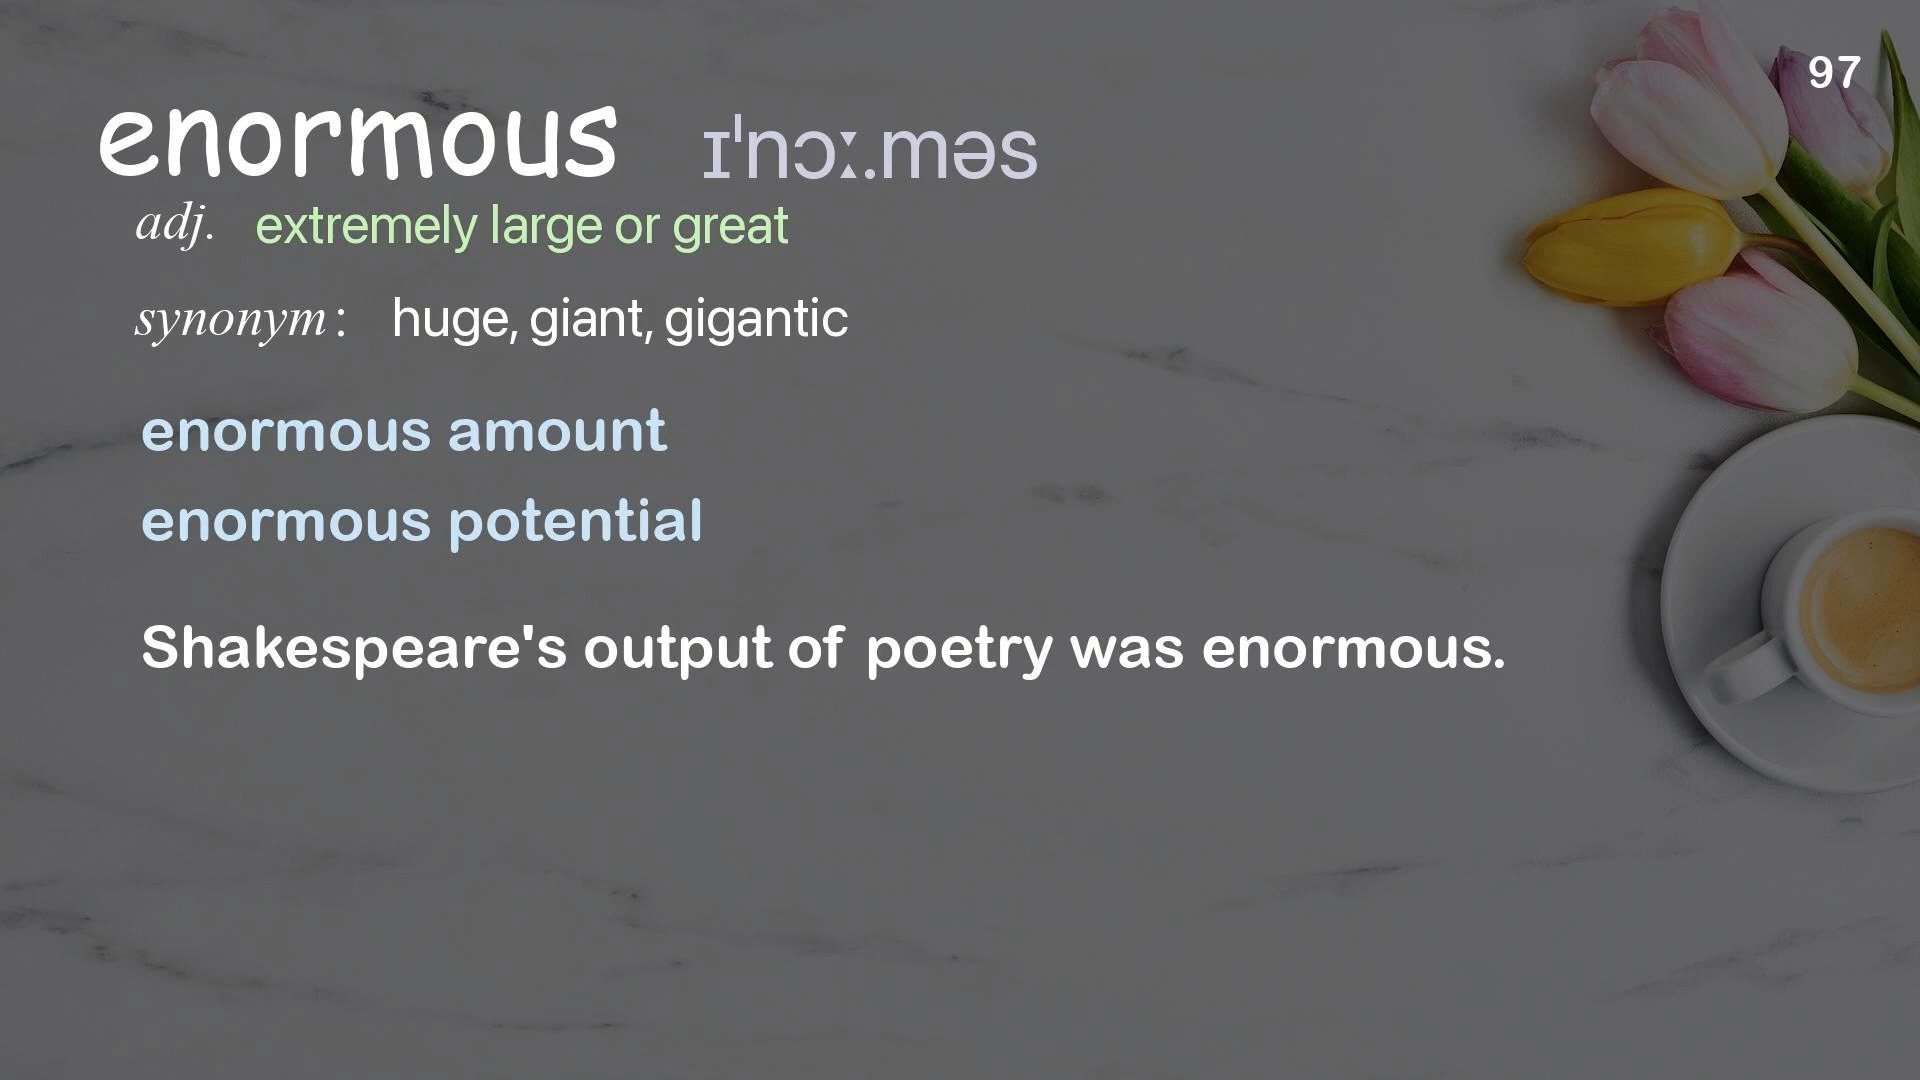 97
enormous ɪˈnɔː.məs
adj. extremely large or great
synonym: huge, giant, gigantic
enormous amount
enormous potential
Shakespeare's output of poetry was enormous.